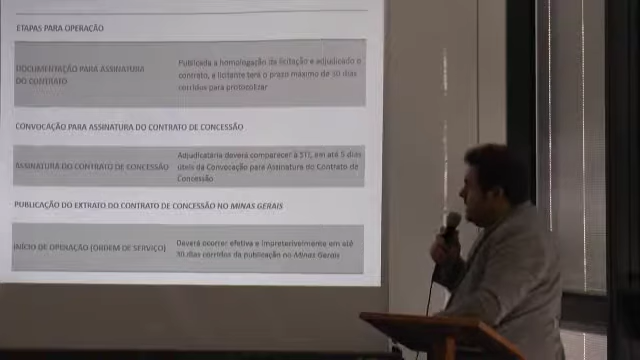 ETAPAS PARA OPERAÇÃO
DOCUMENTAÇÃO PARA ASSINATURA
DO CONTRATO
Publicada a homologação da licitação e adjudicado o
contrato, a licitante terá o prazo máximo de 30 dias
corridos para protocolizar
CONVOCAÇÃO PARA ASSINATURA DO CONTRATO DE CONCESSÃO
ASSINATURA DO CONTRATO DE CONCESSÃO
Adjudicatária deverá comparecer à STI, em até 5 dias
úteis da Convocação para Assinatura do Contrato de
Concessão
PUBLICAÇÃO DO EXTRATO DO CONTRATO DE CONCESSÃO NO MINAS GERAIS
INÍCIO DE OPERAÇÃO (ORDEM DE SERVIÇO)
Deverá ocorrer efetiva e impreterivelmente em até
30 dias corridos da publicação no Minas Gerais